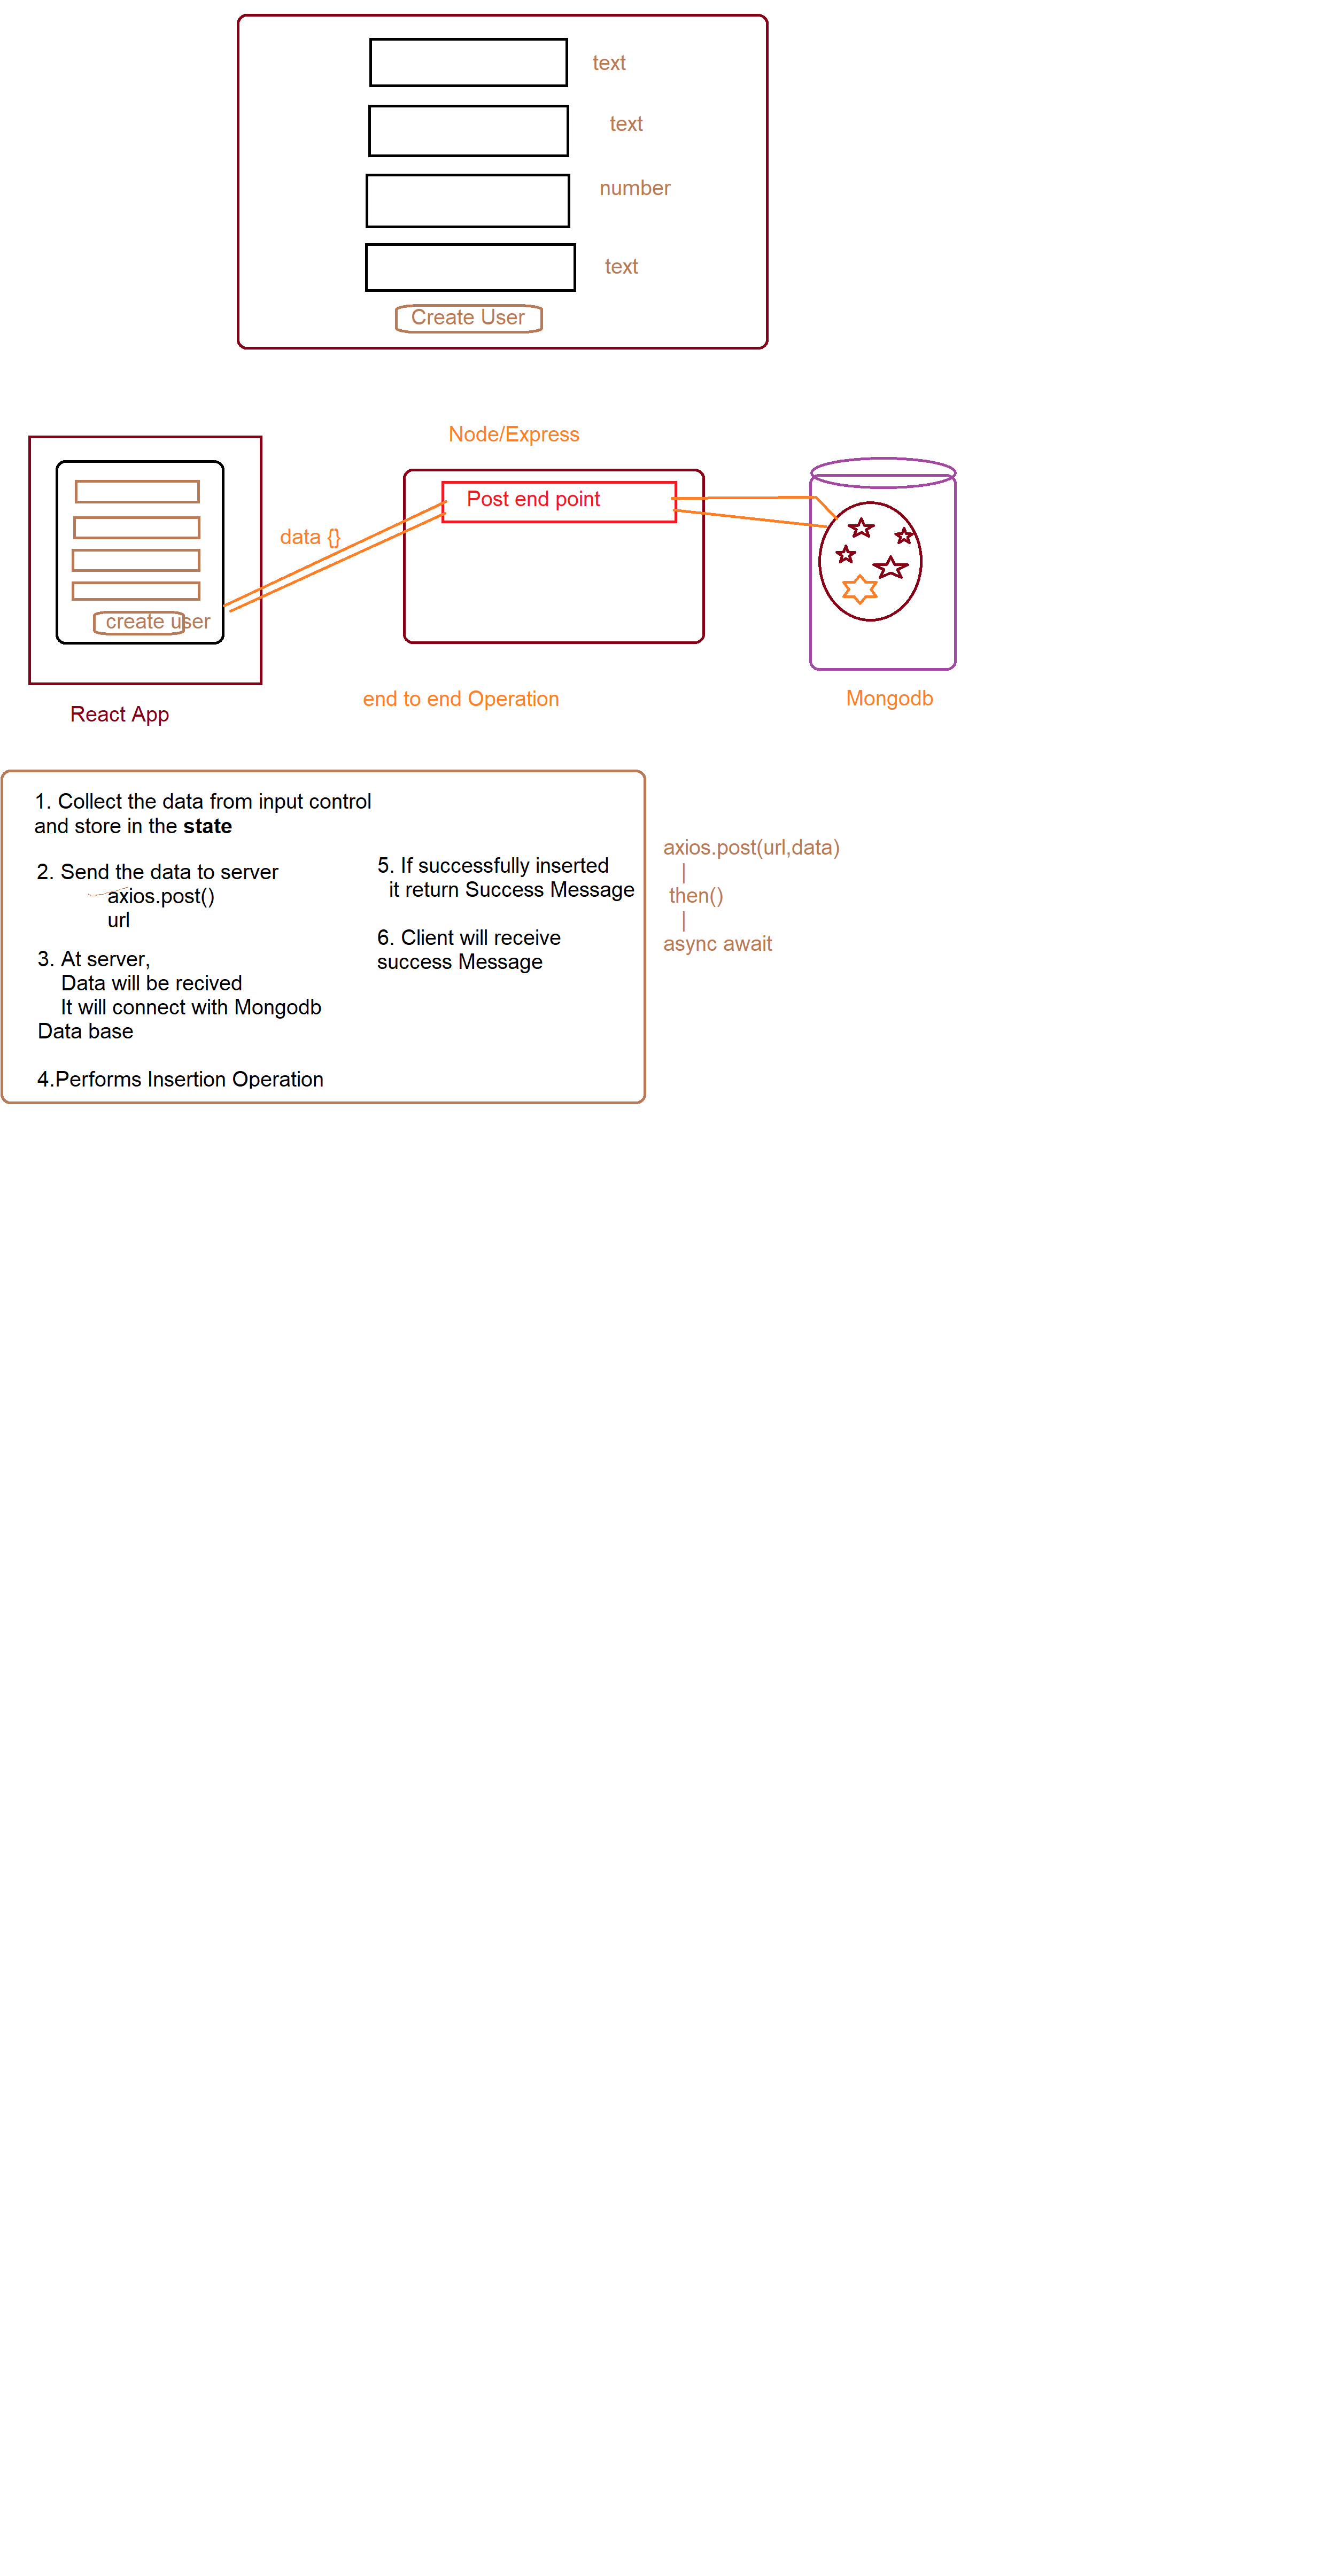 text
text
number
text
Create User
Node/Express
Post end point
data {}
create user
React App
end to end Operation
Mongodb
1. Collect the data from input control
and store in the state
2. Send the data to server
axios.post()
url
3. At server,
Data will be recived
It will connect with Mongodb
Data base
4.Performs Insertion Operation
5. If successfully inserted
it return Success Message
6. Client will receive
success Message
axios.post(url,data)
|
then()
|
async await